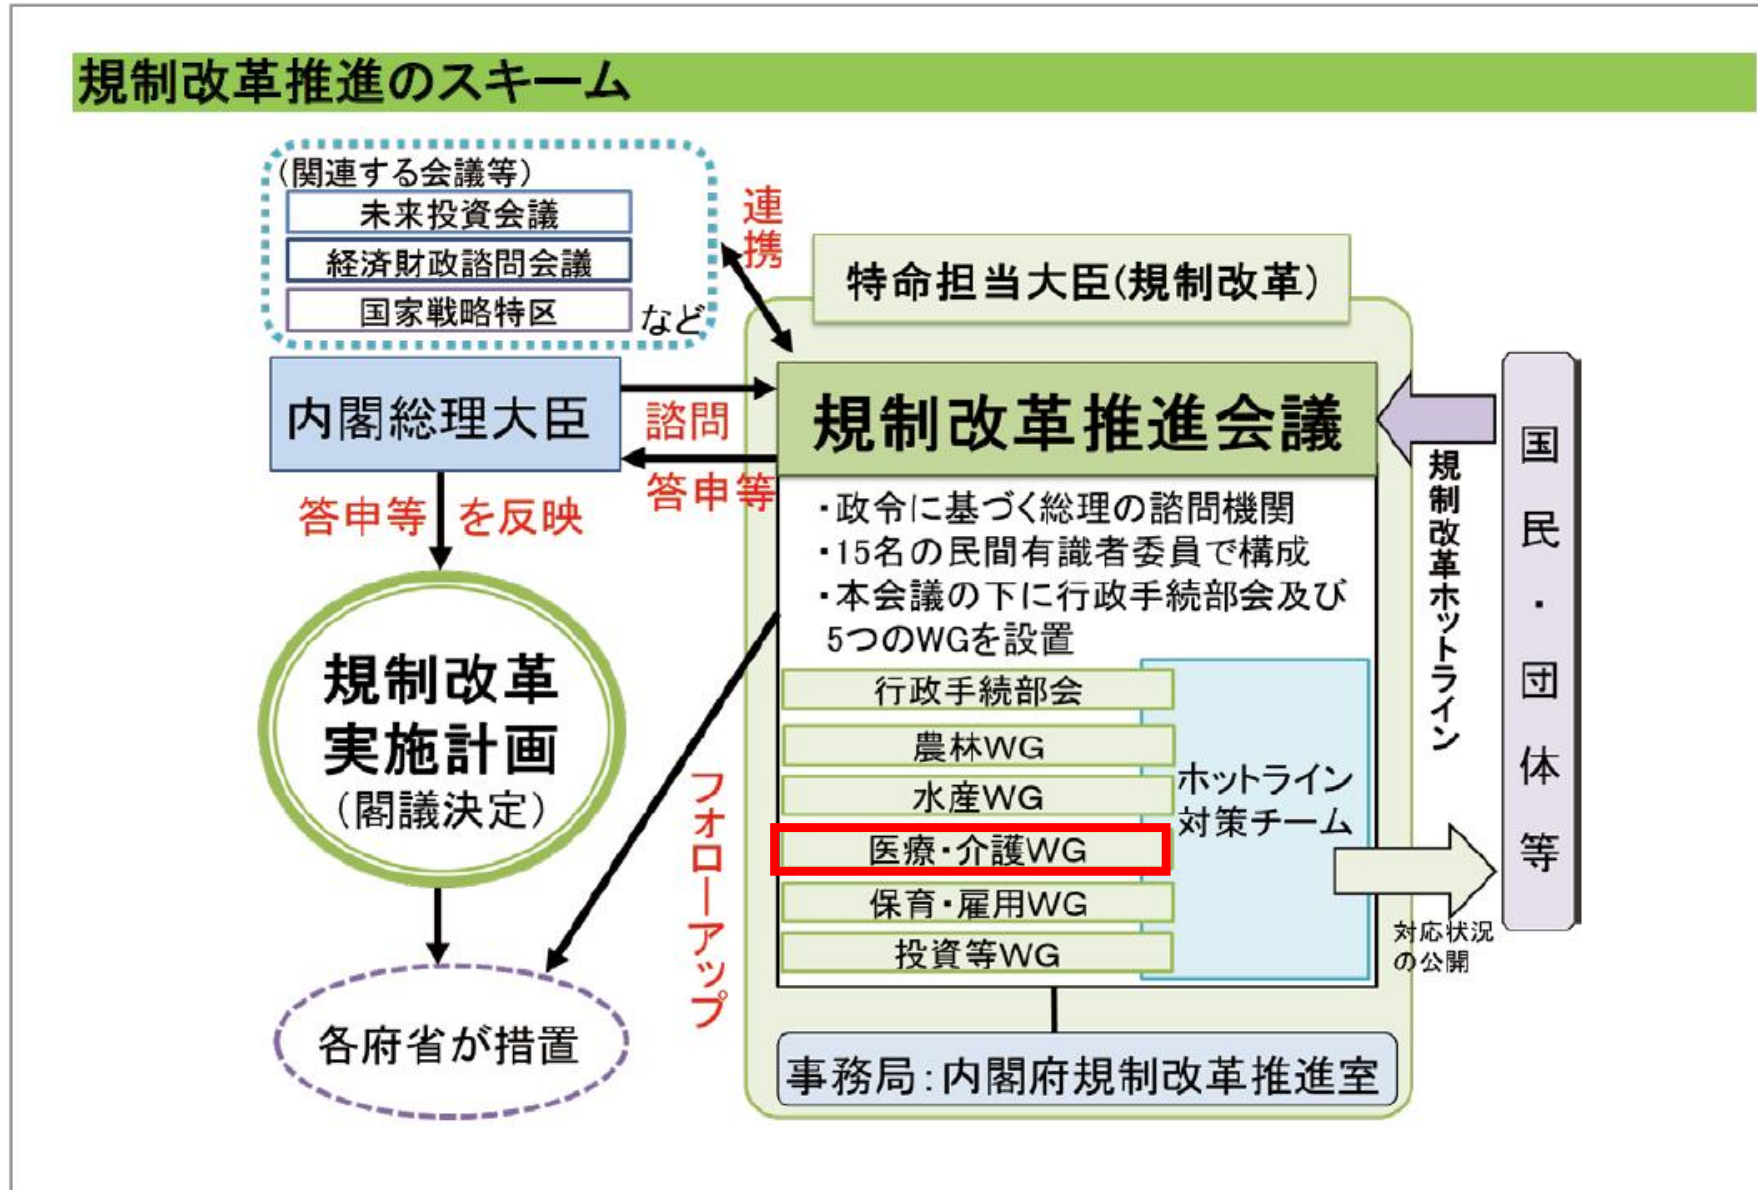 規制改革推進のスキーム
(関連する会議等)
未来投資会議
経済財政諮問会議
国家戦略特区
など
連携
特命担当大臣(規制改革)
内閣総理大臣
諮問
答申等
規制改革推進会議
・政令に基づく総理の諮問機関
・15名の民間有識者委員で構成
・本会議の下に行政手続部会及び
5つのWGを設置
行政手続部会
農林WG
水産WG
医療・介護WG
保育・雇用WG
投資等WG
ホットライン
対策チーム
事務局:内閣府規制改革推進室
答申等 を反映
規制改革
実施計画
(閣議決定)
フォローアップ
各府省が措置
規制改革ホットライン
国民・団体等
対応状況
の公開